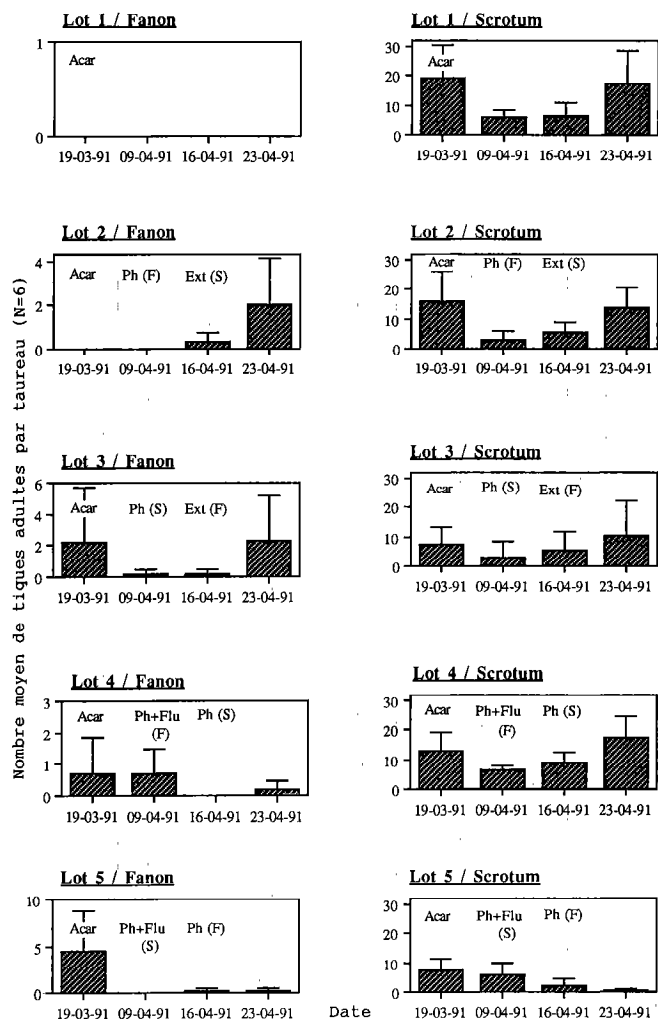 Nombre moyen de tiques adultes par taureau (N=6)
Lot 1 / Fanon
1
Acar
0
19-03-91 09-04-91 16-04-91 23-04-91
Lot 1 / Scrotum
30
Acar
20
10
0
19-03-91 09-04-91 16-04-91 23-04-91
Lot 2 / Fanon
4
Acar Ph (F) Ext (S)
2
0
19-03-91 09-04-91 16-04-91 23-04-91
Lot 2 / Scrotum
30
Acar Ph (F) Ext (S)
20
10
0
19-03-91 09-04-91 16-04-91 23-04-91
Lot 3 / Fanon
6
Acar Ph (S) Ext (F)
4
2
0
19-03-91 09-04-91 16-04-91 23-04-91
Lot 3 / Scrotum
30
Acar Ph (S) Ext (F)
20
10
0
19-03-91 09-04-91 16-04-91 23-04-91
Lot 4 / Fanon
3
Acar Ph+Flu Ph (S)
(F)
2
1
0
19-03-91 09-04-91 16-04-91 23-04-91
Lot 4 / Scrotum
30
Acar Ph+Flu Ph (S)
(F)
20
10
0
19-03-91 09-04-91 16-04-91 23-04-91
Lot 5 / Fanon
10
Acar Ph+Flu Ph (F)
(S)
5
0
19-03-91 09-04-91 16-04-91 23-04-91
Lot 5 / Scrotum
30
Acar Ph+Flu Ph (F)
(S)
20
10
0
19-03-91 09-04-91 16-04-91 23-04-91
Date